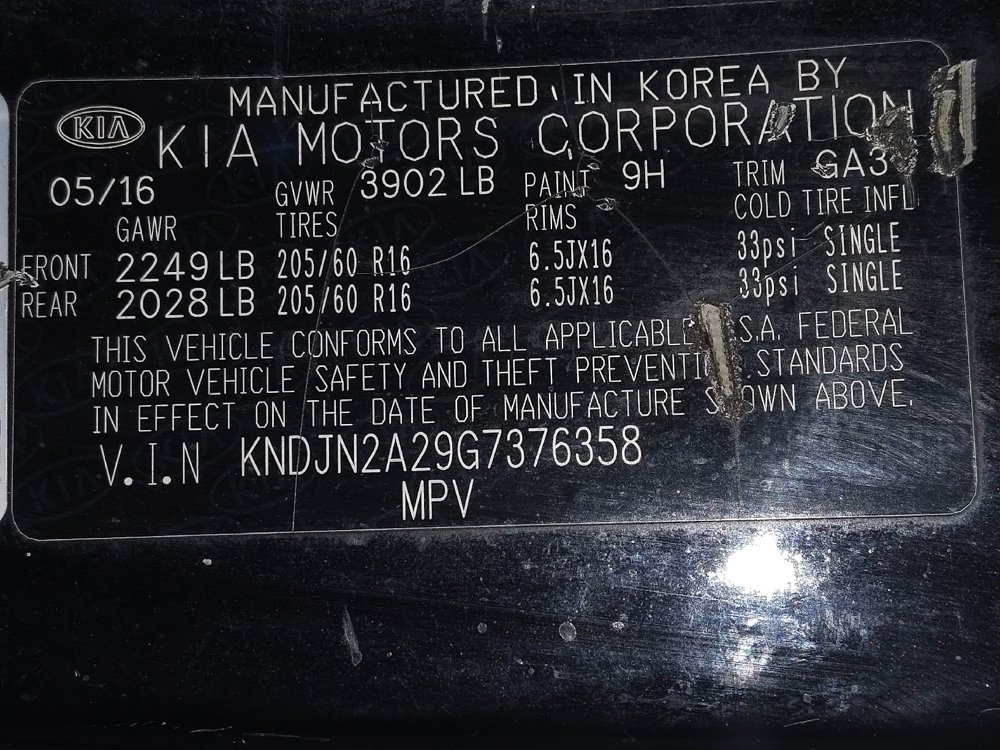 MANUFACTURED IN KOREA BY
KIA KIA MOTORS CORPORATION
05/16 GVWR 3902 LB PAINT 9H TRIM GA3
GAWR TIRES RIMS COLD TIRE INFL
FRONT 2249 LB 205/60 R16 6.5JX16 33psi SINGLE
REAR 2028 LB 205/60 R16 6.5JX16 33psi SINGLE
THIS VEHICLE CONFORMS TO ALL APPLICABLE S.A. FEDERAL
MOTOR VEHICLE SAFETY AND THEFT PREVENTI STANDARDS
IN EFFECT ON THE DATE OF MANUFACTURE SHOWN ABOVE.
V.I.N KNDJN2A29G7376358
MPV